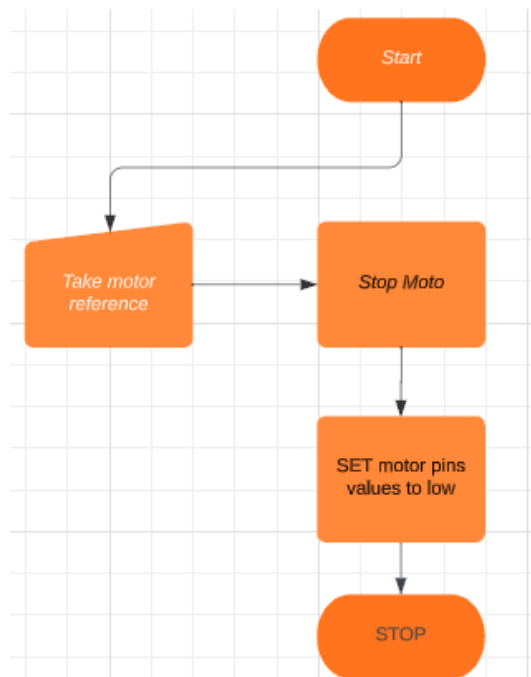 Start
Take motor
reference
Stop Moto
SET motor pins
values to low
STOP